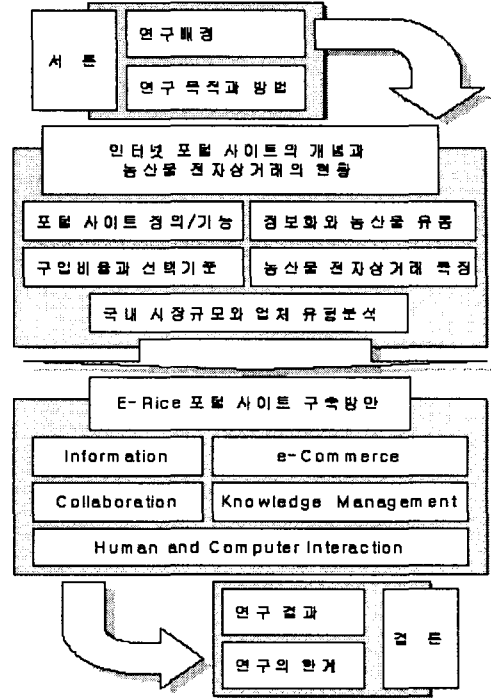 서 론
연구배경
연구 목적과 방법
인터넷 포털 사이트의 개념과
농산물 전자상거래의 현황
포털 사이트 정의/기능
정보화와 농산물 유통
구입비율과 선택기준
농산물 전자상거래 특징
국내 시장규모와 업체 유형분석
E-Rice 포털 사이트 구축방안
Information
e-Commerce
Collaboration
Knowledge Management
Human and Computer Interaction
연구 결과
연구의 한계
결 론